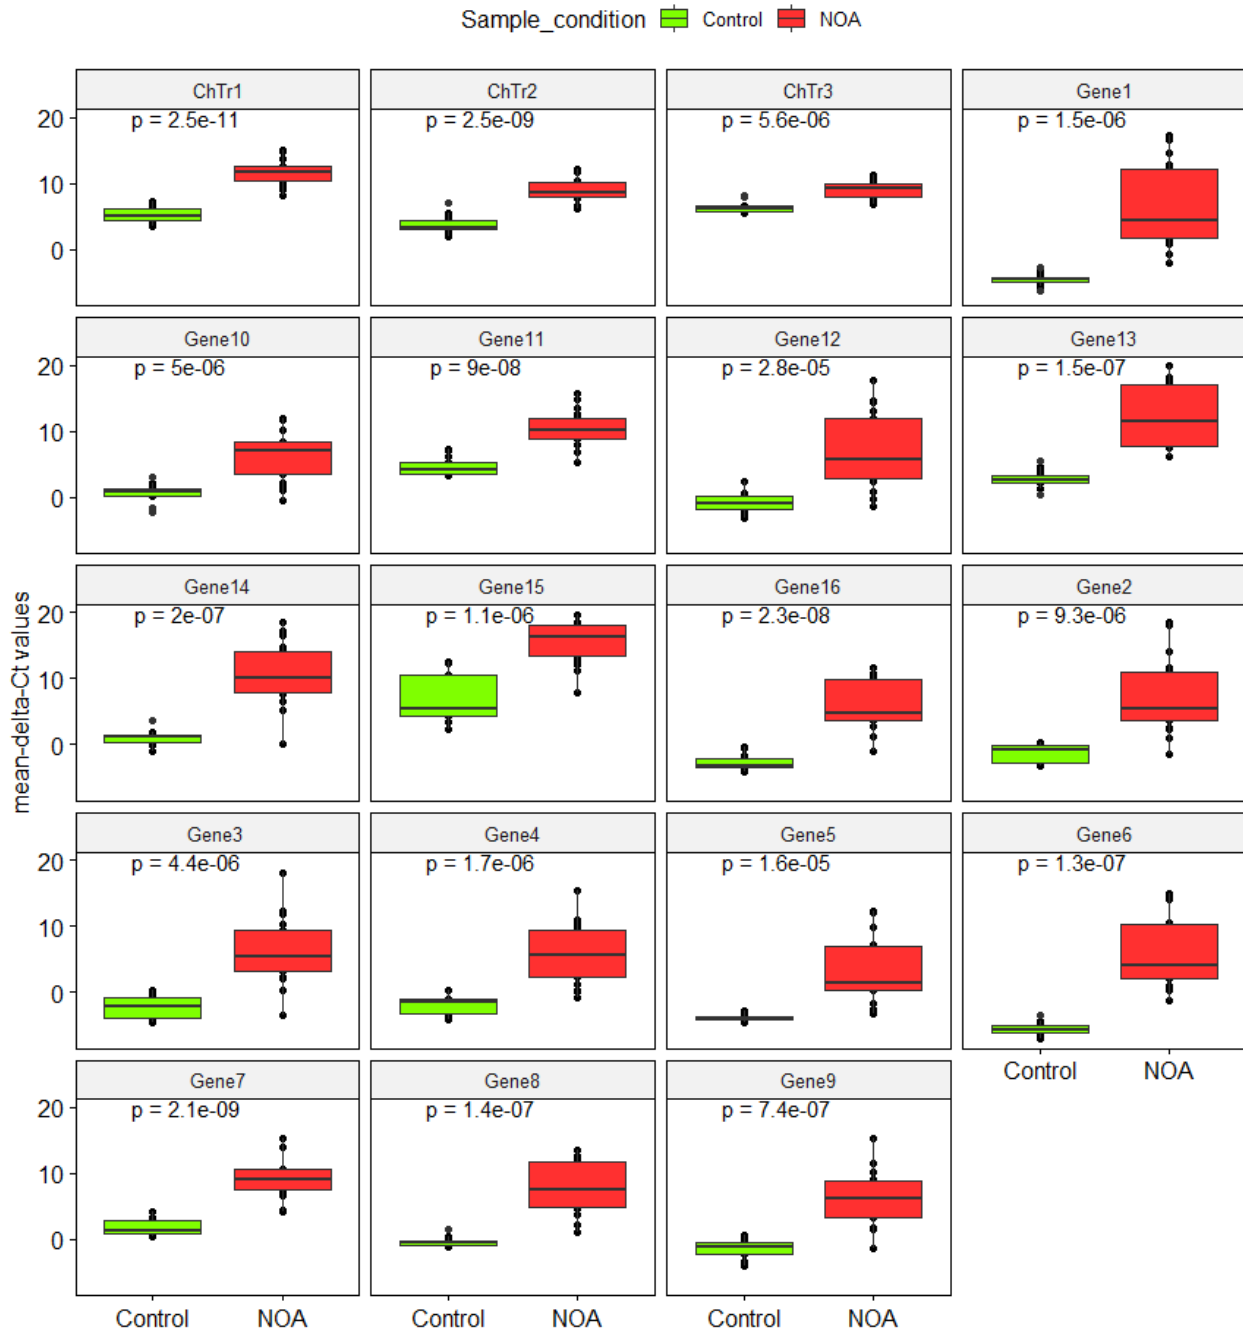 Sample_condition Control NOA
ChTr1 ChTr2 ChTr3 Gene1
p = 2.5e-11 p = 2.5e-09 p = 5.6e-06 p = 1.5e-06
20
10
0
Gene10 Gene11 Gene12 Gene13
p = 5e-06 p = 9e-08 p = 2.8e-05 p = 1.5e-07
20
10
0
mean-delta-Ct values
Gene14 Gene15 Gene16 Gene2
p = 2e-07 p = 1.1e-06 p = 2.3e-08 p = 9.3e-06
20
10
0
Gene3 Gene4 Gene5 Gene6
p = 4.4e-06 p = 1.7e-06 p = 1.6e-05 p = 1.3e-07
20
10
0
Control NOA
Gene7 Gene8 Gene9
p = 2.1e-09 p = 1.4e-07 p = 7.4e-07
20
10
0
Control NOA Control NOA Control NOA